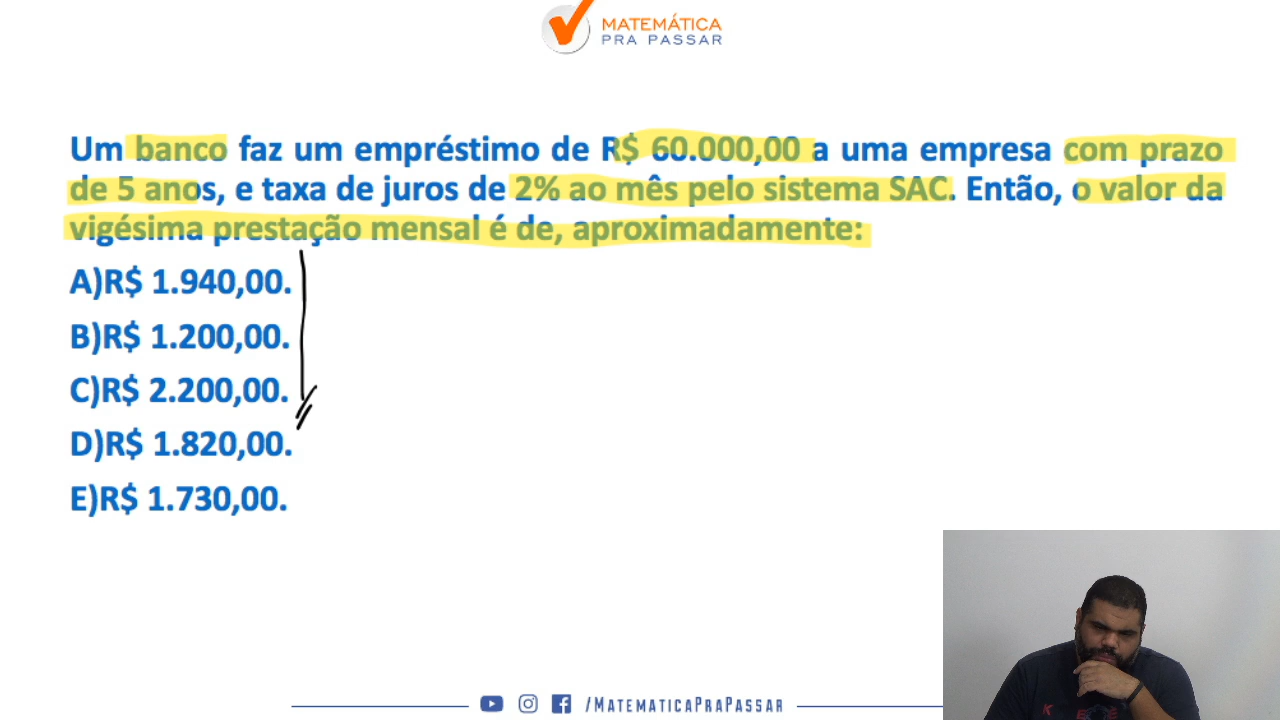 MATEMÁTICA
PRA PASSAR
Um banco faz um empréstimo de R$ 60.000,00 a uma empresa com prazo
de 5 anos, e taxa de juros de 2% ao mês pelo sistema SAC. Então, o valor da
vigésima prestação mensal é de, aproximadamente:
A)R$ 1.940,00.
B)R$ 1.200,00.
C)R$ 2.200,00.
D)R$ 1.820,00.
E)R$ 1.730,00.
/MATEMATICAPRAPASSAR